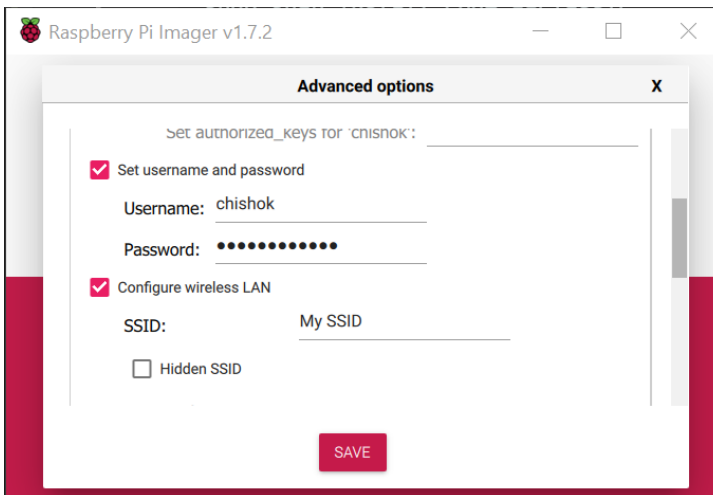 Raspberry Pi Imager v1.7.2
Advanced options
X
Set authorized_keys for 'chishok':
Set username and password
Username: chishok
Password: ••••••••••••
Configure wireless LAN
SSID: My SSID
Hidden SSID
SAVE